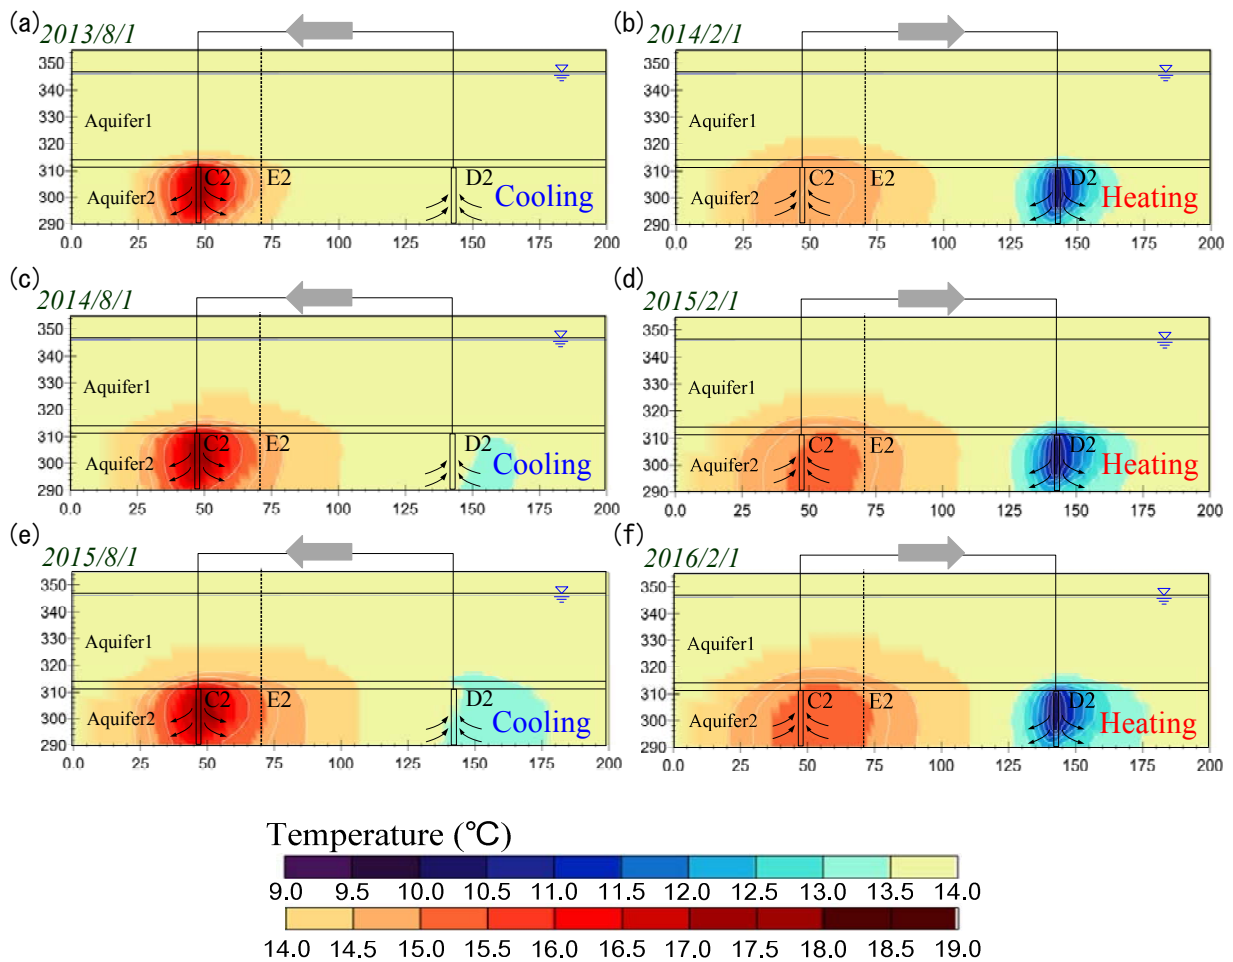 (a) 2013/8/1
350
340
330
320
310
300
290
Aquifer1
Aquifer2
C2
E2
D2
Cooling
0.0 25 50 75 100 125 150 175 200
(b) 2014/2/1
350
340
330
320
310
300
290
Aquifer1
Aquifer2
C2
E2
D2
Heating
0.0 25 50 75 100 125 150 175 200
(c) 2014/8/1
350
340
330
320
310
300
290
Aquifer1
Aquifer2
C2
E2
D2
Cooling
0.0 25 50 75 100 125 150 175 200
(d) 2015/2/1
350
340
330
320
310
300
290
Aquifer1
Aquifer2
C2
E2
D2
Heating
0.0 25 50 75 100 125 150 175 200
(e) 2015/8/1
350
340
330
320
310
300
290
Aquifer1
Aquifer2
C2
E2
D2
Cooling
0.0 25 50 75 100 125 150 175 200
(f) 2016/2/1
350
340
330
320
310
300
290
Aquifer1
Aquifer2
C2
E2
D2
Heating
0.0 25 50 75 100 125 150 175 200
Temperature (℃)
9.0 9.5 10.0 10.5 11.0 11.5 12.0 12.5 13.0 13.5 14.0
14.0 14.5 15.0 15.5 16.0 16.5 17.0 17.5 18.0 18.5 19.0